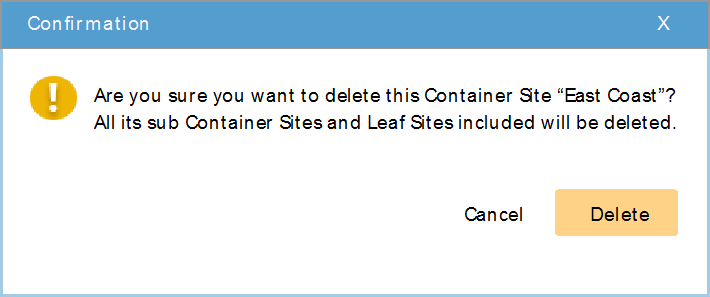 Confirmation
X
Are you sure you want to delete this Container Site “East Coast”?
All its sub Container Sites and Leaf Sites included will be deleted.
Cancel
Delete